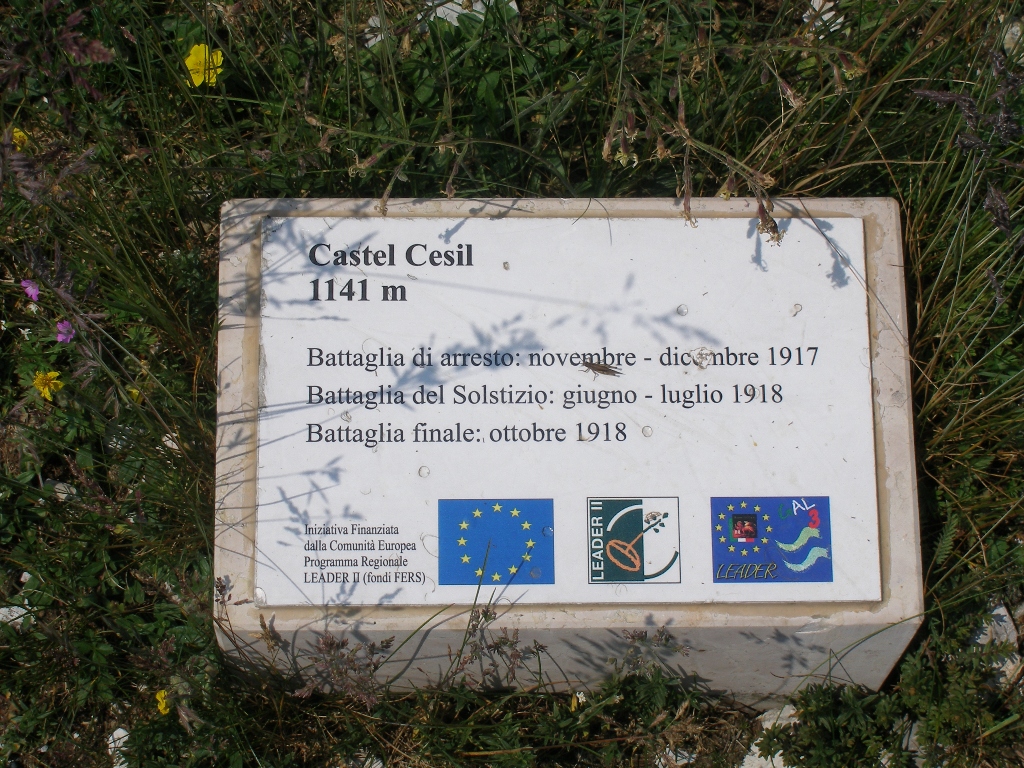 Castel Cesil
1141 m
Battaglia di arresto: novembre - dicembre 1917
Battaglia del Solstizio: giugno - luglio 1918
Battaglia finale: ottobre 1918
Iniziativa Finanziata
dalla Comunità Europea
Programma Regionale
LEADER II (fondi FERS)
LEADER II
GAL 3
LEADER